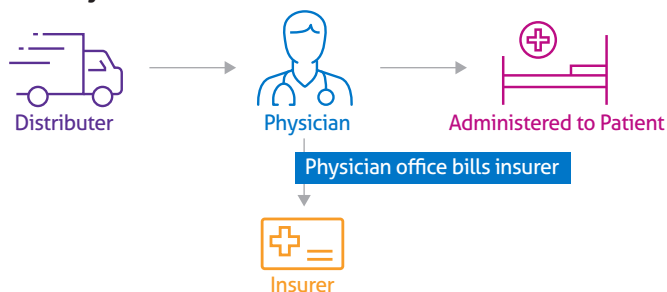 Distributer
Physician
Administered to Patient
Physician office bills insurer
Insurer